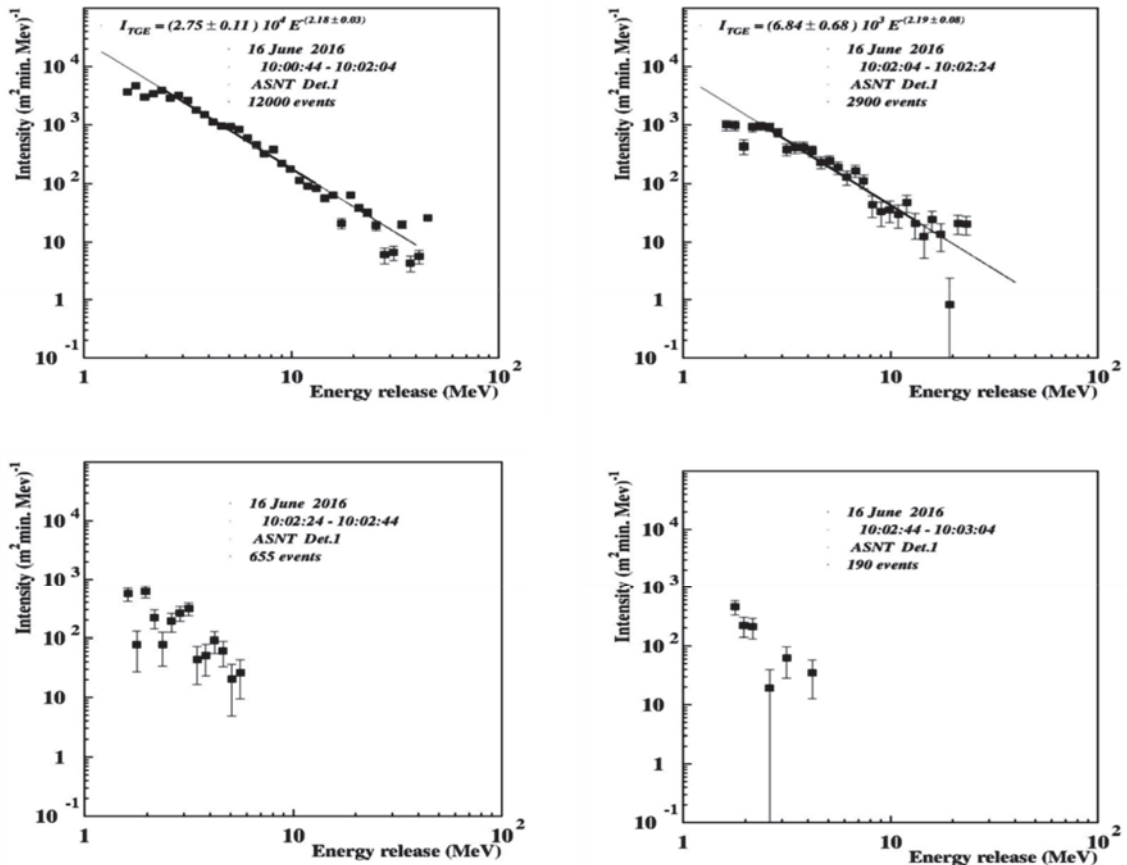 I_TGE = (2.75 ± 0.11) 10^4 E^-(2.18 ± 0.03)
16 June 2016
10:00:44 - 10:02:04
ASNT Det.1
12000 events
Intensity (m^2 min. Mev)^-1
10^4
10^3
10^2
10
1
10^-1
1
10
10^2
Energy release (MeV)
I_TGE = (6.84 ± 0.68) 10^3 E^-(2.19 ± 0.08)
16 June 2016
10:02:04 - 10:02:24
ASNT Det.1
2900 events
Intensity (m^2 min. Mev)^-1
10^4
10^3
10^2
10
1
10^-1
1
10
10^2
Energy release (MeV)
16 June 2016
10:02:24 - 10:02:44
ASNT Det.1
655 events
Intensity (m^2 min. Mev)^-1
10^4
10^3
10^2
10
1
10^-1
1
10
10^2
Energy release (MeV)
16 June 2016
10:02:44 - 10:03:04
ASNT Det.1
190 events
Intensity (m^2 min. Mev)^-1
10^4
10^3
10^2
10
1
10^-1
1
10
10^2
Energy release (MeV)